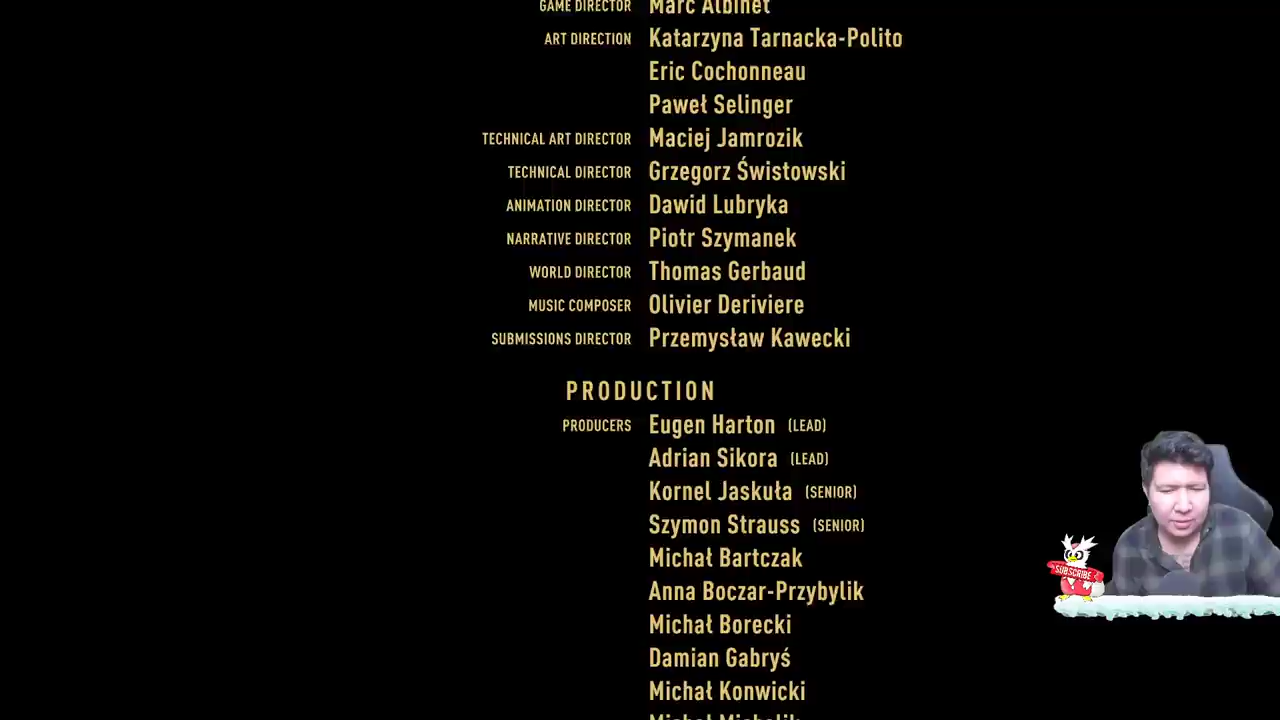 GAME DIRECTOR Marc Albinet
ART DIRECTION Katarzyna Tarnacka-Polito
Eric Cochonneau
Paweł Selinger
TECHNICAL ART DIRECTOR Maciej Jamrozik
TECHNICAL DIRECTOR Grzegorz Świstowski
ANIMATION DIRECTOR Dawid Lubryka
NARRATIVE DIRECTOR Piotr Szymanek
WORLD DIRECTOR Thomas Gerbaud
MUSIC COMPOSER Olivier Deriviere
SUBMISSIONS DIRECTOR Przemysław Kawecki
PRODUCTION
PRODUCERS Eugen Harton (LEAD)
Adrian Sikora (LEAD)
Kornel Jaskuła (SENIOR)
Szymon Strauss (SENIOR)
Michał Bartczak
Anna Boczar-Przybylik
Michał Borecki
Damian Gabryś
Michał Konwicki
SUBSCRIBE